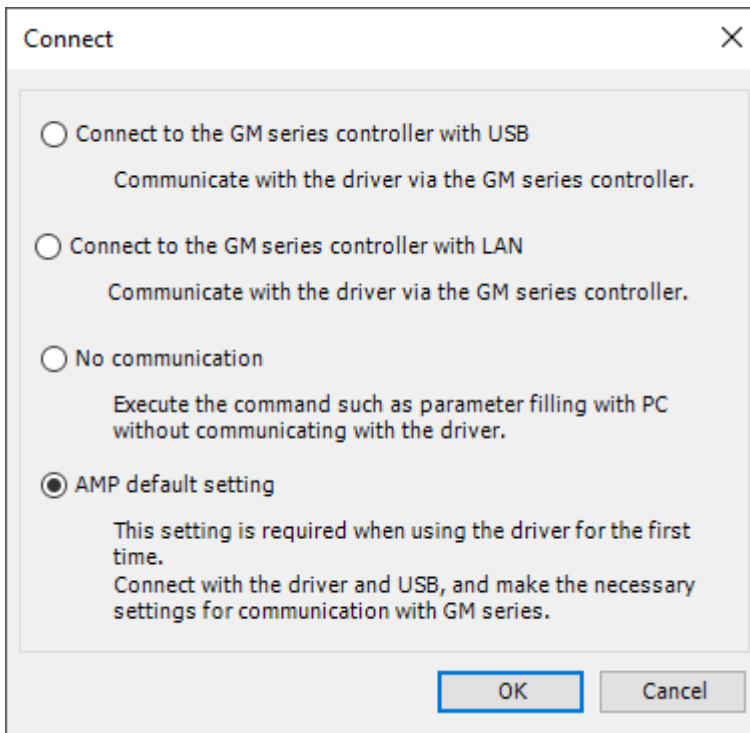 Connect
Connect to the GM series controller with USB
Communicate with the driver via the GM series controller.
Connect to the GM series controller with LAN
Communicate with the driver via the GM series controller.
No communication
Execute the command such as parameter filling with PC
without communicating with the driver.
AMP default setting
This setting is required when using the driver for the first
time.
Connect with the driver and USB, and make the necessary
settings for communication with GM series.
OK
Cancel